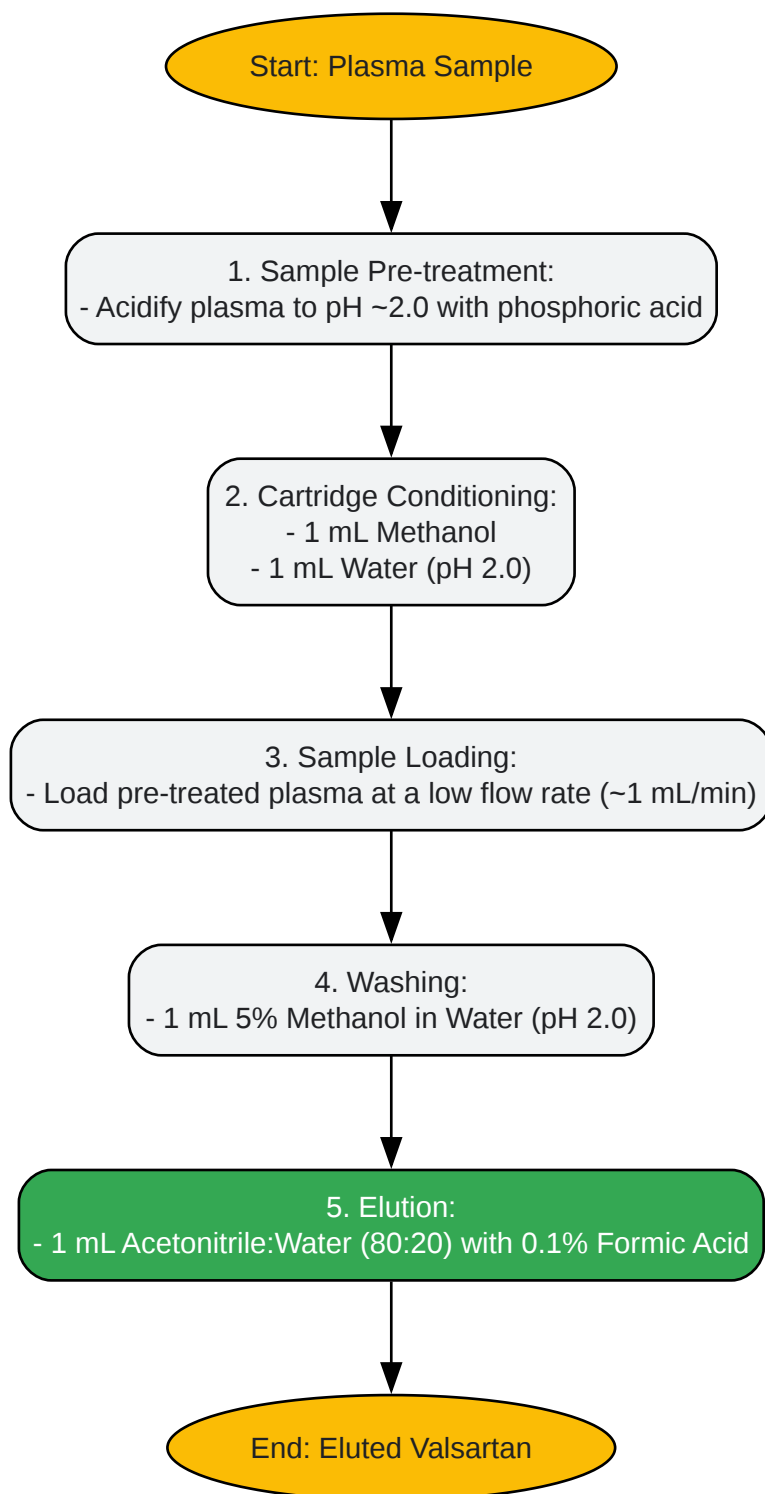 Start: Plasma Sample
1. Sample Pre-treatment:
- Acidify plasma to pH ~2.0 with phosphoric acid
2. Cartridge Conditioning:
- 1 mL Methanol
- 1 mL Water (pH 2.0)
3. Sample Loading:
- Load pre-treated plasma at a low flow rate (~1 mL/min)
4. Washing:
- 1 mL 5% Methanol in Water (pH 2.0)
5. Elution:
- 1 mL Acetonitrile:Water (80:20) with 0.1% Formic Acid
End: Eluted Valsartan